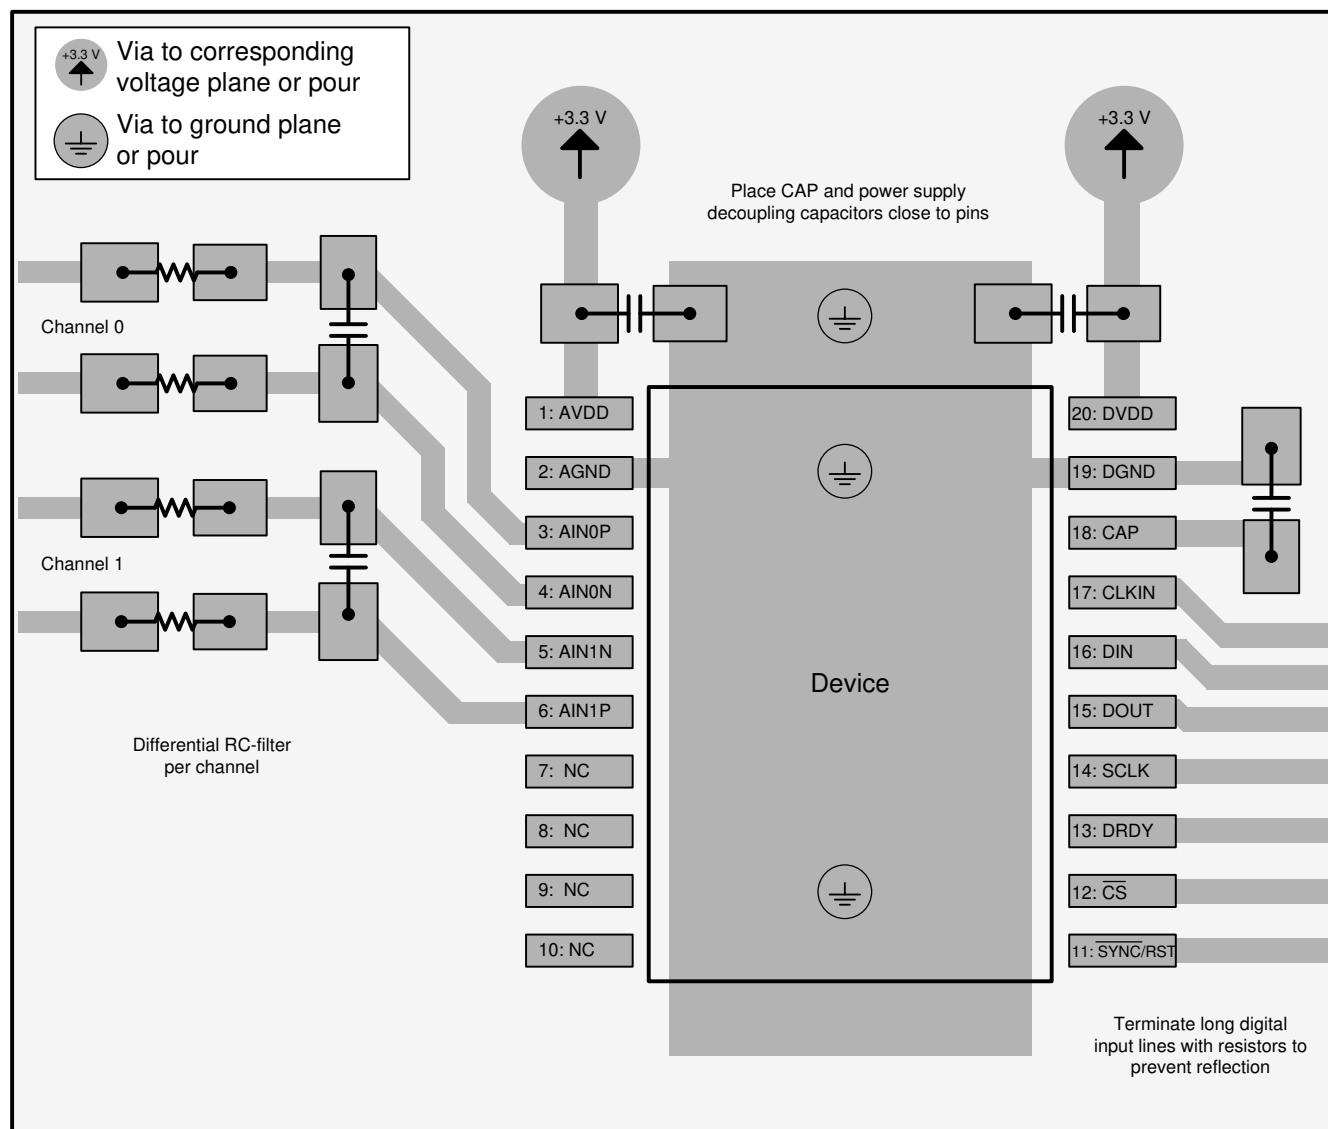 +3.3 V
Via to corresponding
voltage plane or pour
Via to ground plane
or pour
+3.3 V
+3.3 V
Place CAP and power supply
decoupling capacitors close to pins
Channel 0
Channel 1
Differential RC-filter
per channel
1: AVDD
2: AGND
3: AIN0P
4: AIN0N
5: AIN1N
6: AIN1P
7: NC
8: NC
9: NC
10: NC
Device
20: DVDD
19: DGND
18: CAP
17: CLKIN
16: DIN
15: DOUT
14: SCLK
13: DRDY
12: C̅S̅
11: S̅Y̅N̅C̅/RST
Terminate long digital
input lines with resistors to
prevent reflection